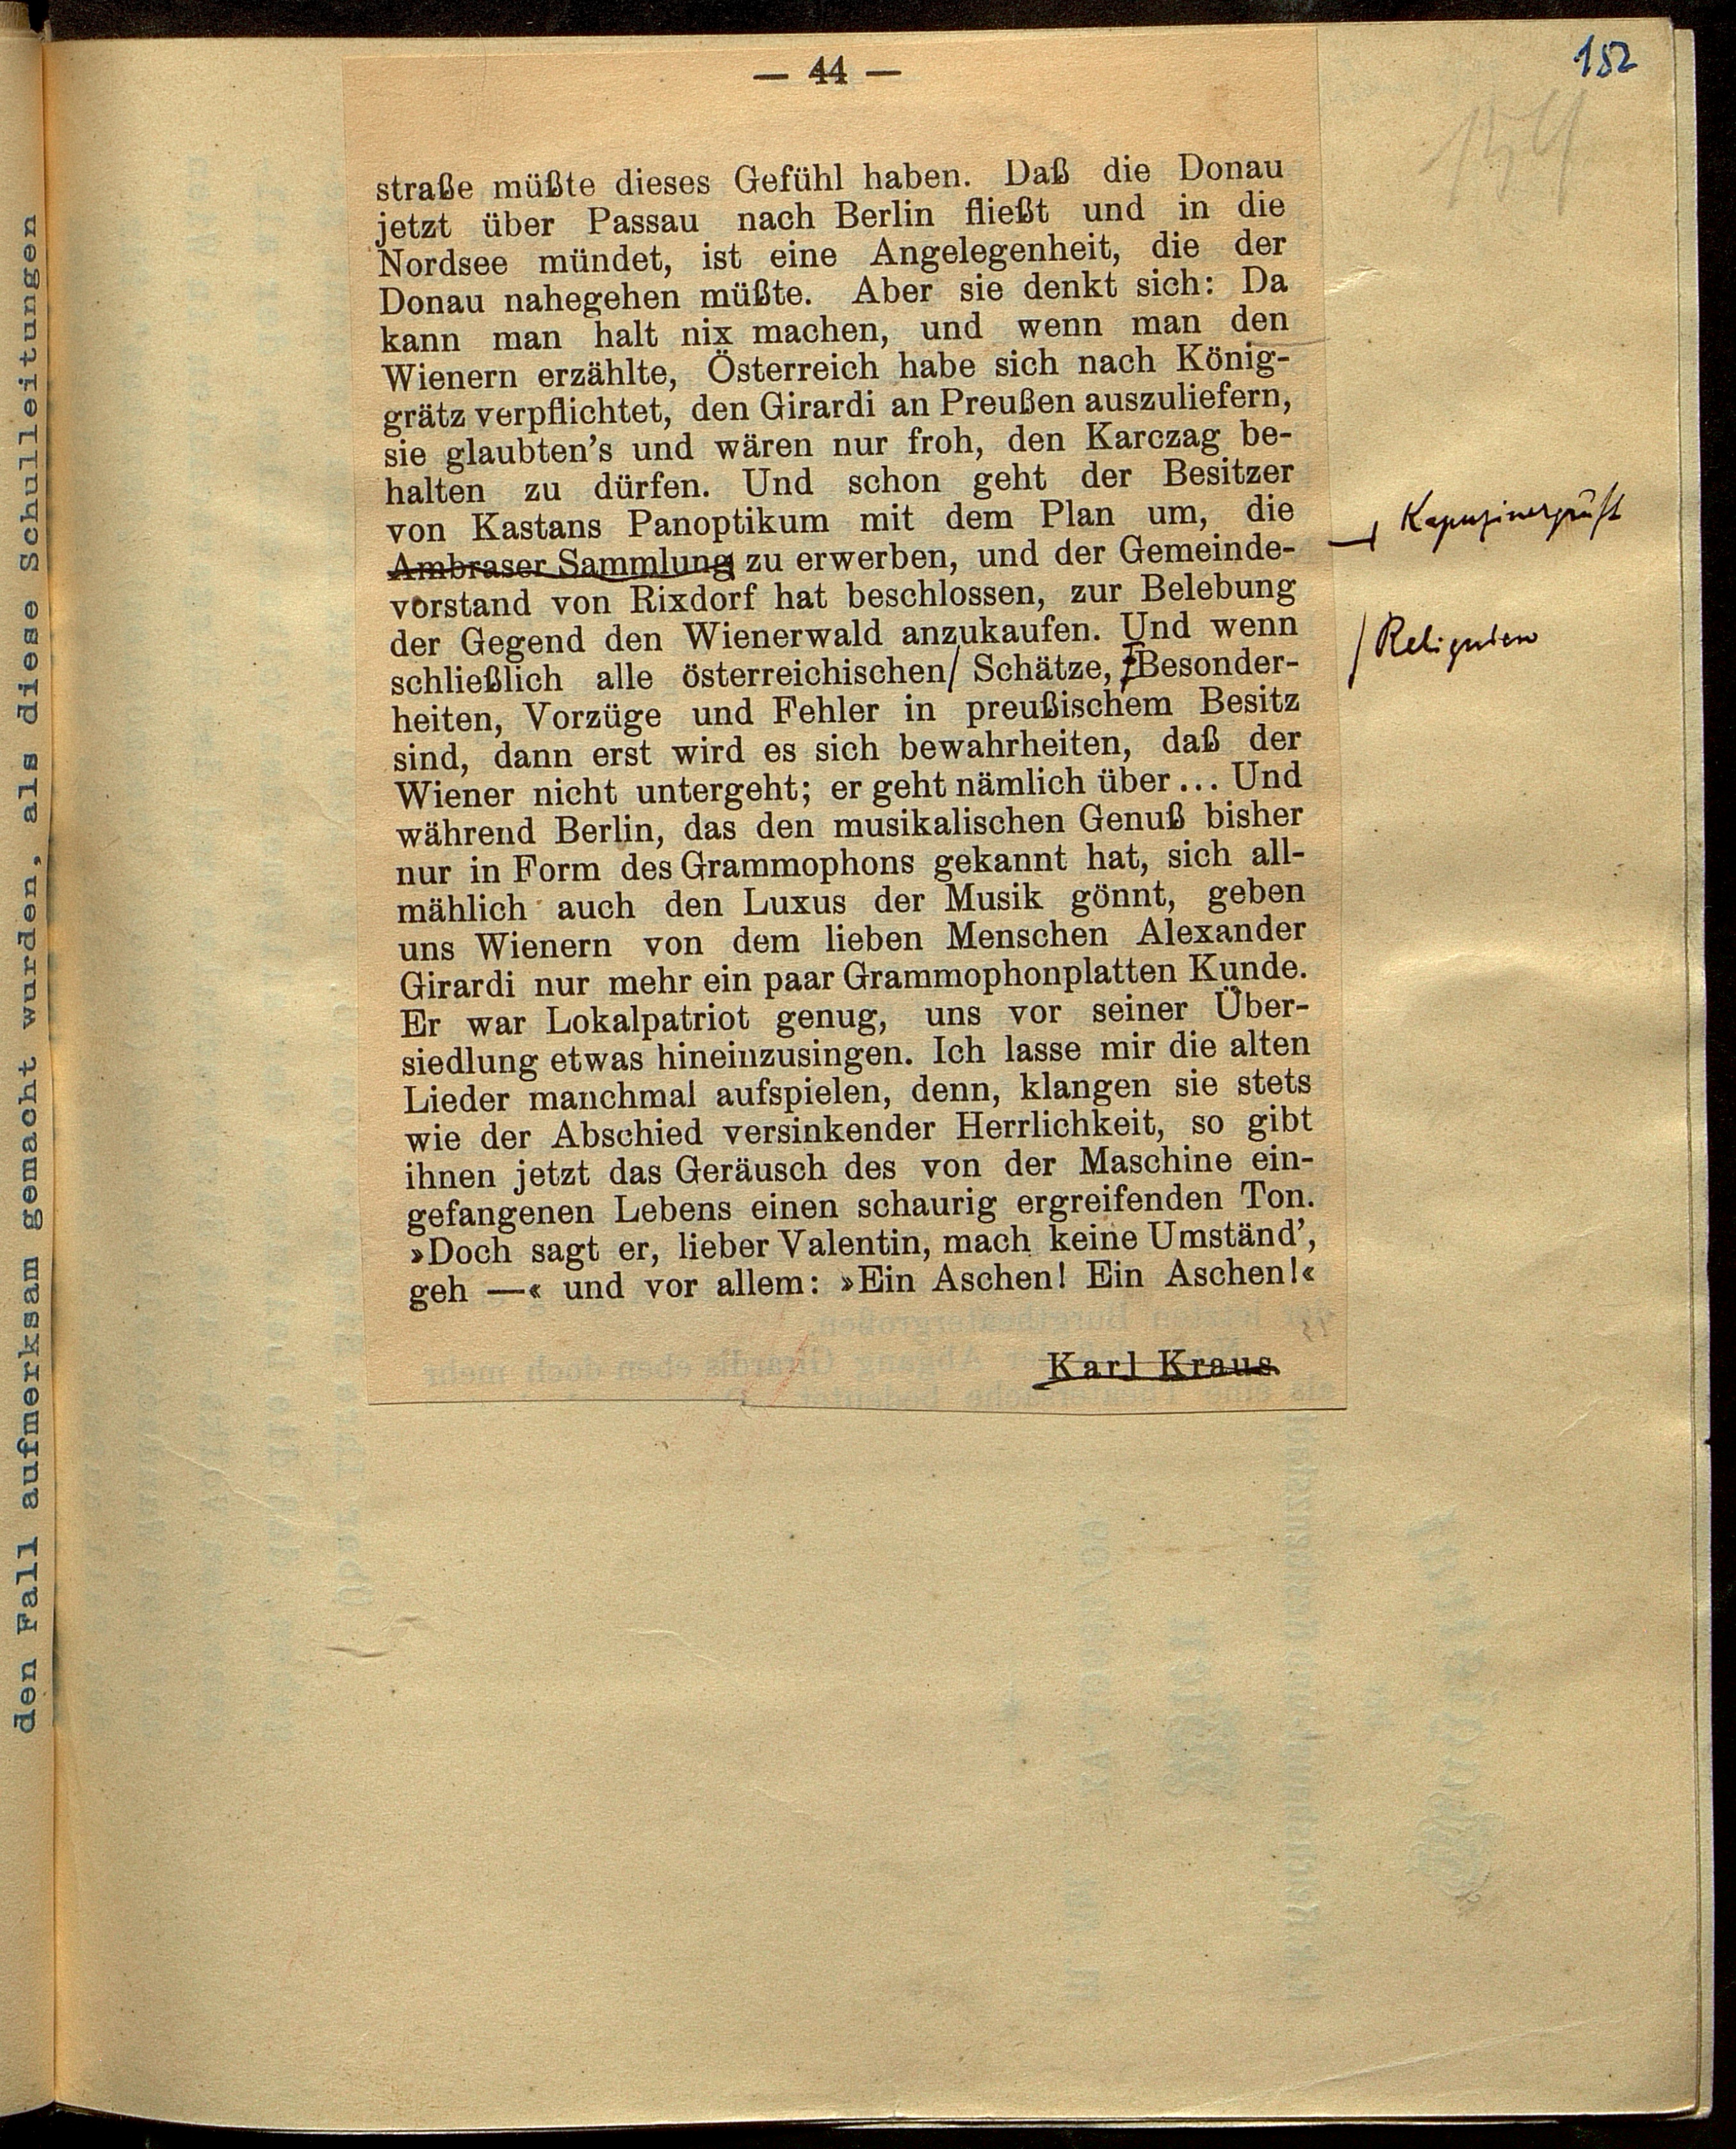 — 44 —
152
154
straße müßte dieses Gefühl haben. Daß die Donau
jetzt über Passau nach Berlin fließt und in die
Nordsee mündet, ist eine Angelegenheit, die der
Donau nahegehen müßte. Aber sie denkt sich: Da
kann man halt nix machen, und wenn man den
Wienern erzählte, Österreich habe sich nach König-
grätz verpflichtet, den Girardi an Preußen auszuliefern,
sie glaubten's und wären nur froh, den Karczag be-
halten zu dürfen. Und schon geht der Besitzer
von Kastans Panoptikum mit dem Plan um, die
Kapuzinergruft
Ambraser Sammlung zu erwerben, und der Gemeinde-
vorstand von Rixdorf hat beschlossen, zur Belebung
der Gegend den Wienerwald anzukaufen. Und wenn
/ Reliquien
schließlich alle österreichischen/ Schätze, Besonder-
heiten, Vorzüge und Fehler in preußischem Besitz
sind, dann erst wird es sich bewahrheiten, daß der
Wiener nicht untergeht; er geht nämlich über... Und
während Berlin, das den musikalischen Genuß bisher
nur in Form des Grammophons gekannt hat, sich all-
mählich auch den Luxus der Musik gönnt, geben
uns Wienern von dem lieben Menschen Alexander
Girardi nur mehr ein paar Grammophonplatten Kunde.
Er war Lokalpatriot genug, uns vor seiner Über-
siedlung etwas hineinzusingen. Ich lasse mir die alten
Lieder manchmal aufspielen, denn, klangen sie stets
wie der Abschied versinkender Herrlichkeit, so gibt
ihnen jetzt das Geräusch des von der Maschine ein-
gefangenen Lebens einen schaurig ergreifenden Ton.
»Doch sagt er, lieber Valentin, mach keine Umständ',
geh —« und vor allem: »Ein Aschen! Ein Aschen!«
Karl Kraus
den Fall aufmerksam gemacht wurden, als diese Schulleitungen